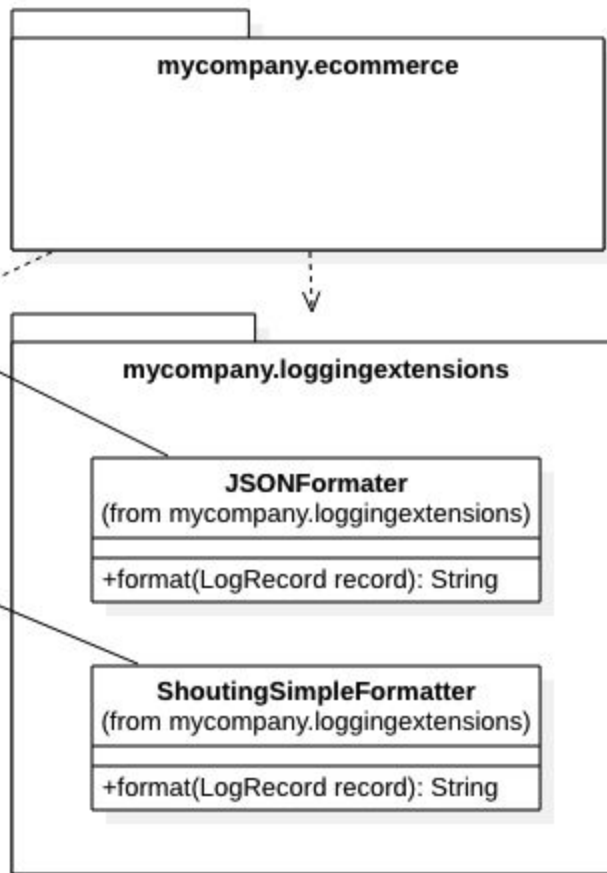 mycompany.ecommerce
mycompany.loggingextensions
JSONFormater
(from mycompany.loggingextensions)
+format(LogRecord record): String
ShoutingSimpleFormatter
(from mycompany.loggingextensions)
+format(LogRecord record): String